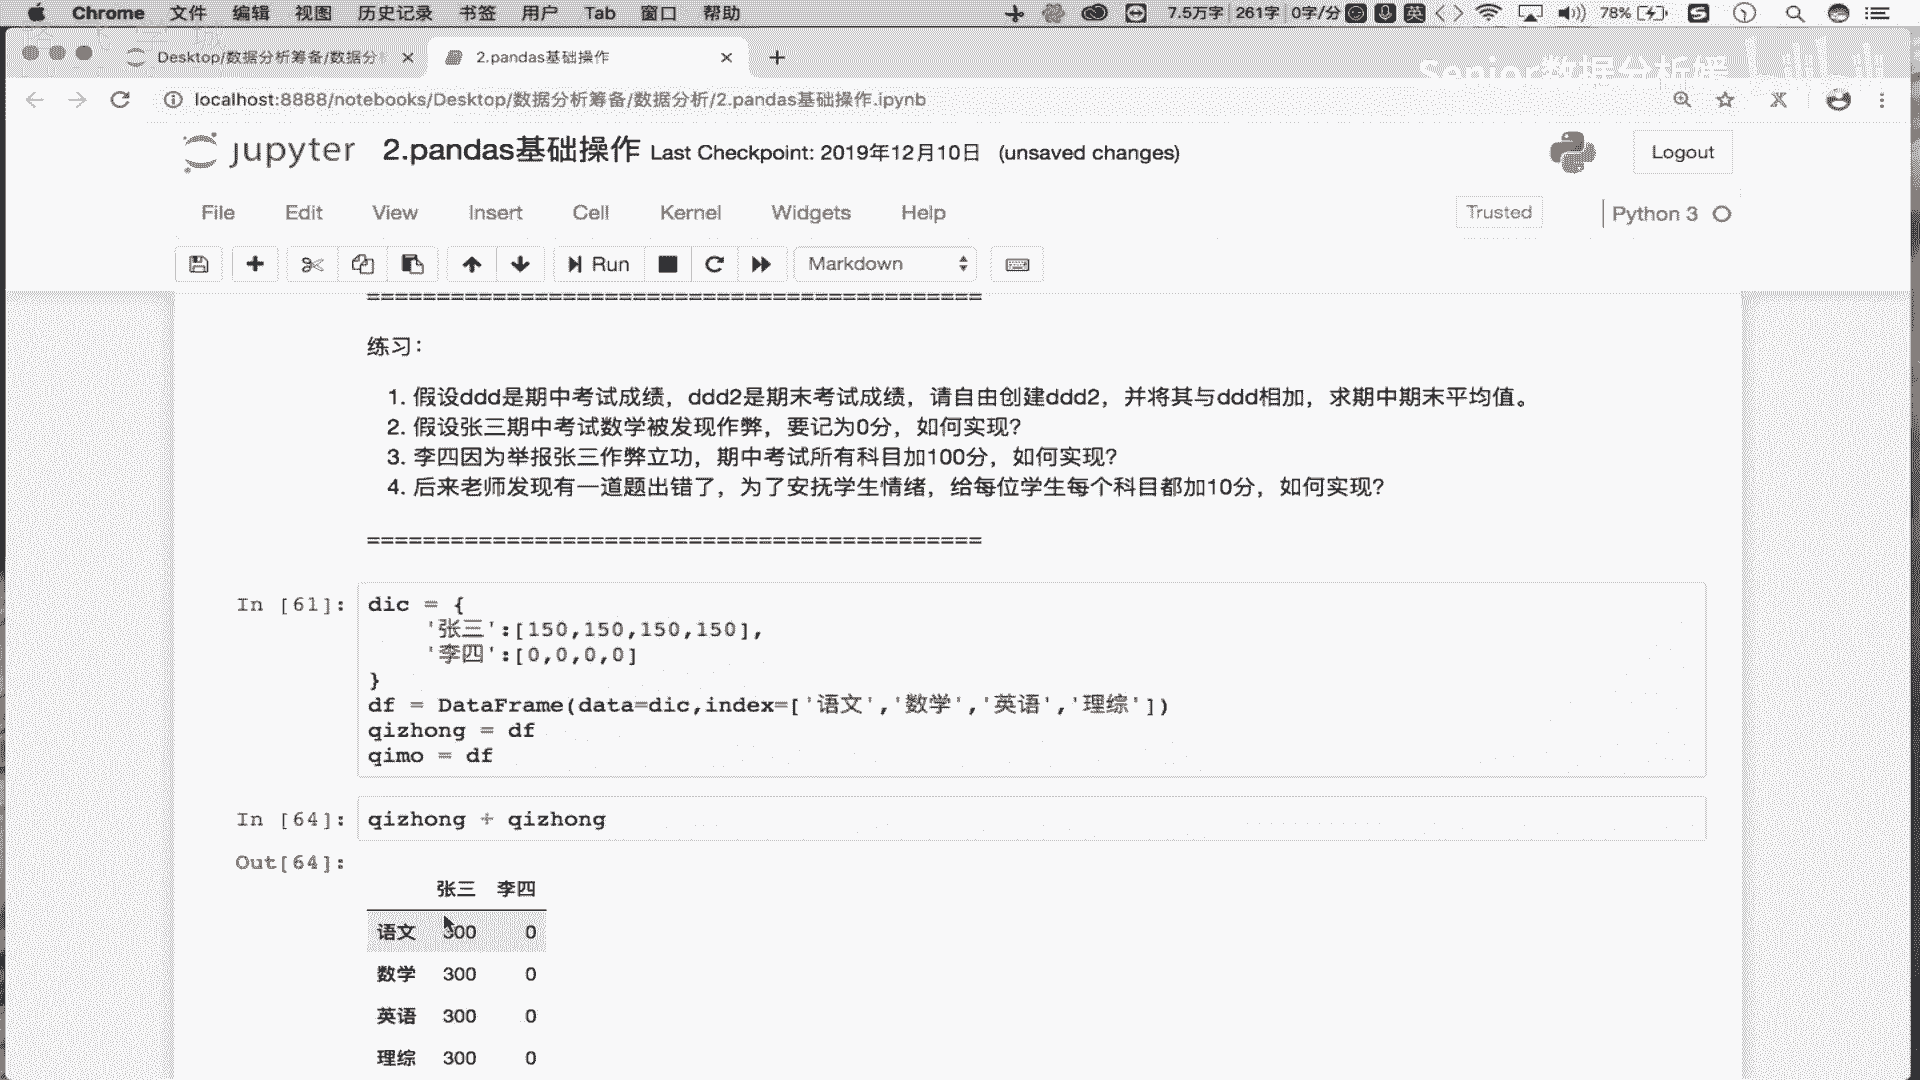 Chrome 文件 编辑 视图 历史记录 书签 用户 Tab 窗口 帮助 7.5万字 261字 0字/分 英 78%
Desktop/数据分析筹备/数据分 2.pandas基础操作
Senior数据分析
localhost:8888/notebooks/Desktop/数据分析筹备/数据分析/2.pandas基础操作.ipynb
jupyter 2.pandas基础操作 Last Checkpoint: 2019年12月10日 (unsaved changes) Logout
File Edit View Insert Cell Kernel Widgets Help Trusted Python 3
Run Markdown
============================================
练习：
1. 假设ddd是期中考试成绩，ddd2是期末考试成绩，请自由创建ddd2，并将其与ddd相加，求期中期末平均值。
2. 假设张三期中考试数学被发现作弊，要记为0分，如何实现？
3. 李四因为举报张三作弊立功，期中考试所有科目加100分，如何实现？
4. 后来老师发现有一道题出错了，为了安抚学生情绪，给每位学生每个科目都加10分，如何实现？
============================================
In [61]: dic = {
'张三':[150,150,150,150],
'李四':[0,0,0,0]
}
df = DataFrame(data=dic,index=['语文','数学','英语','理综'])
qizhong = df
qimo = df
In [64]: qizhong + qizhong
Out[64]:
张三 李四
语文 300 0
数学 300 0
英语 300 0
理综 300 0